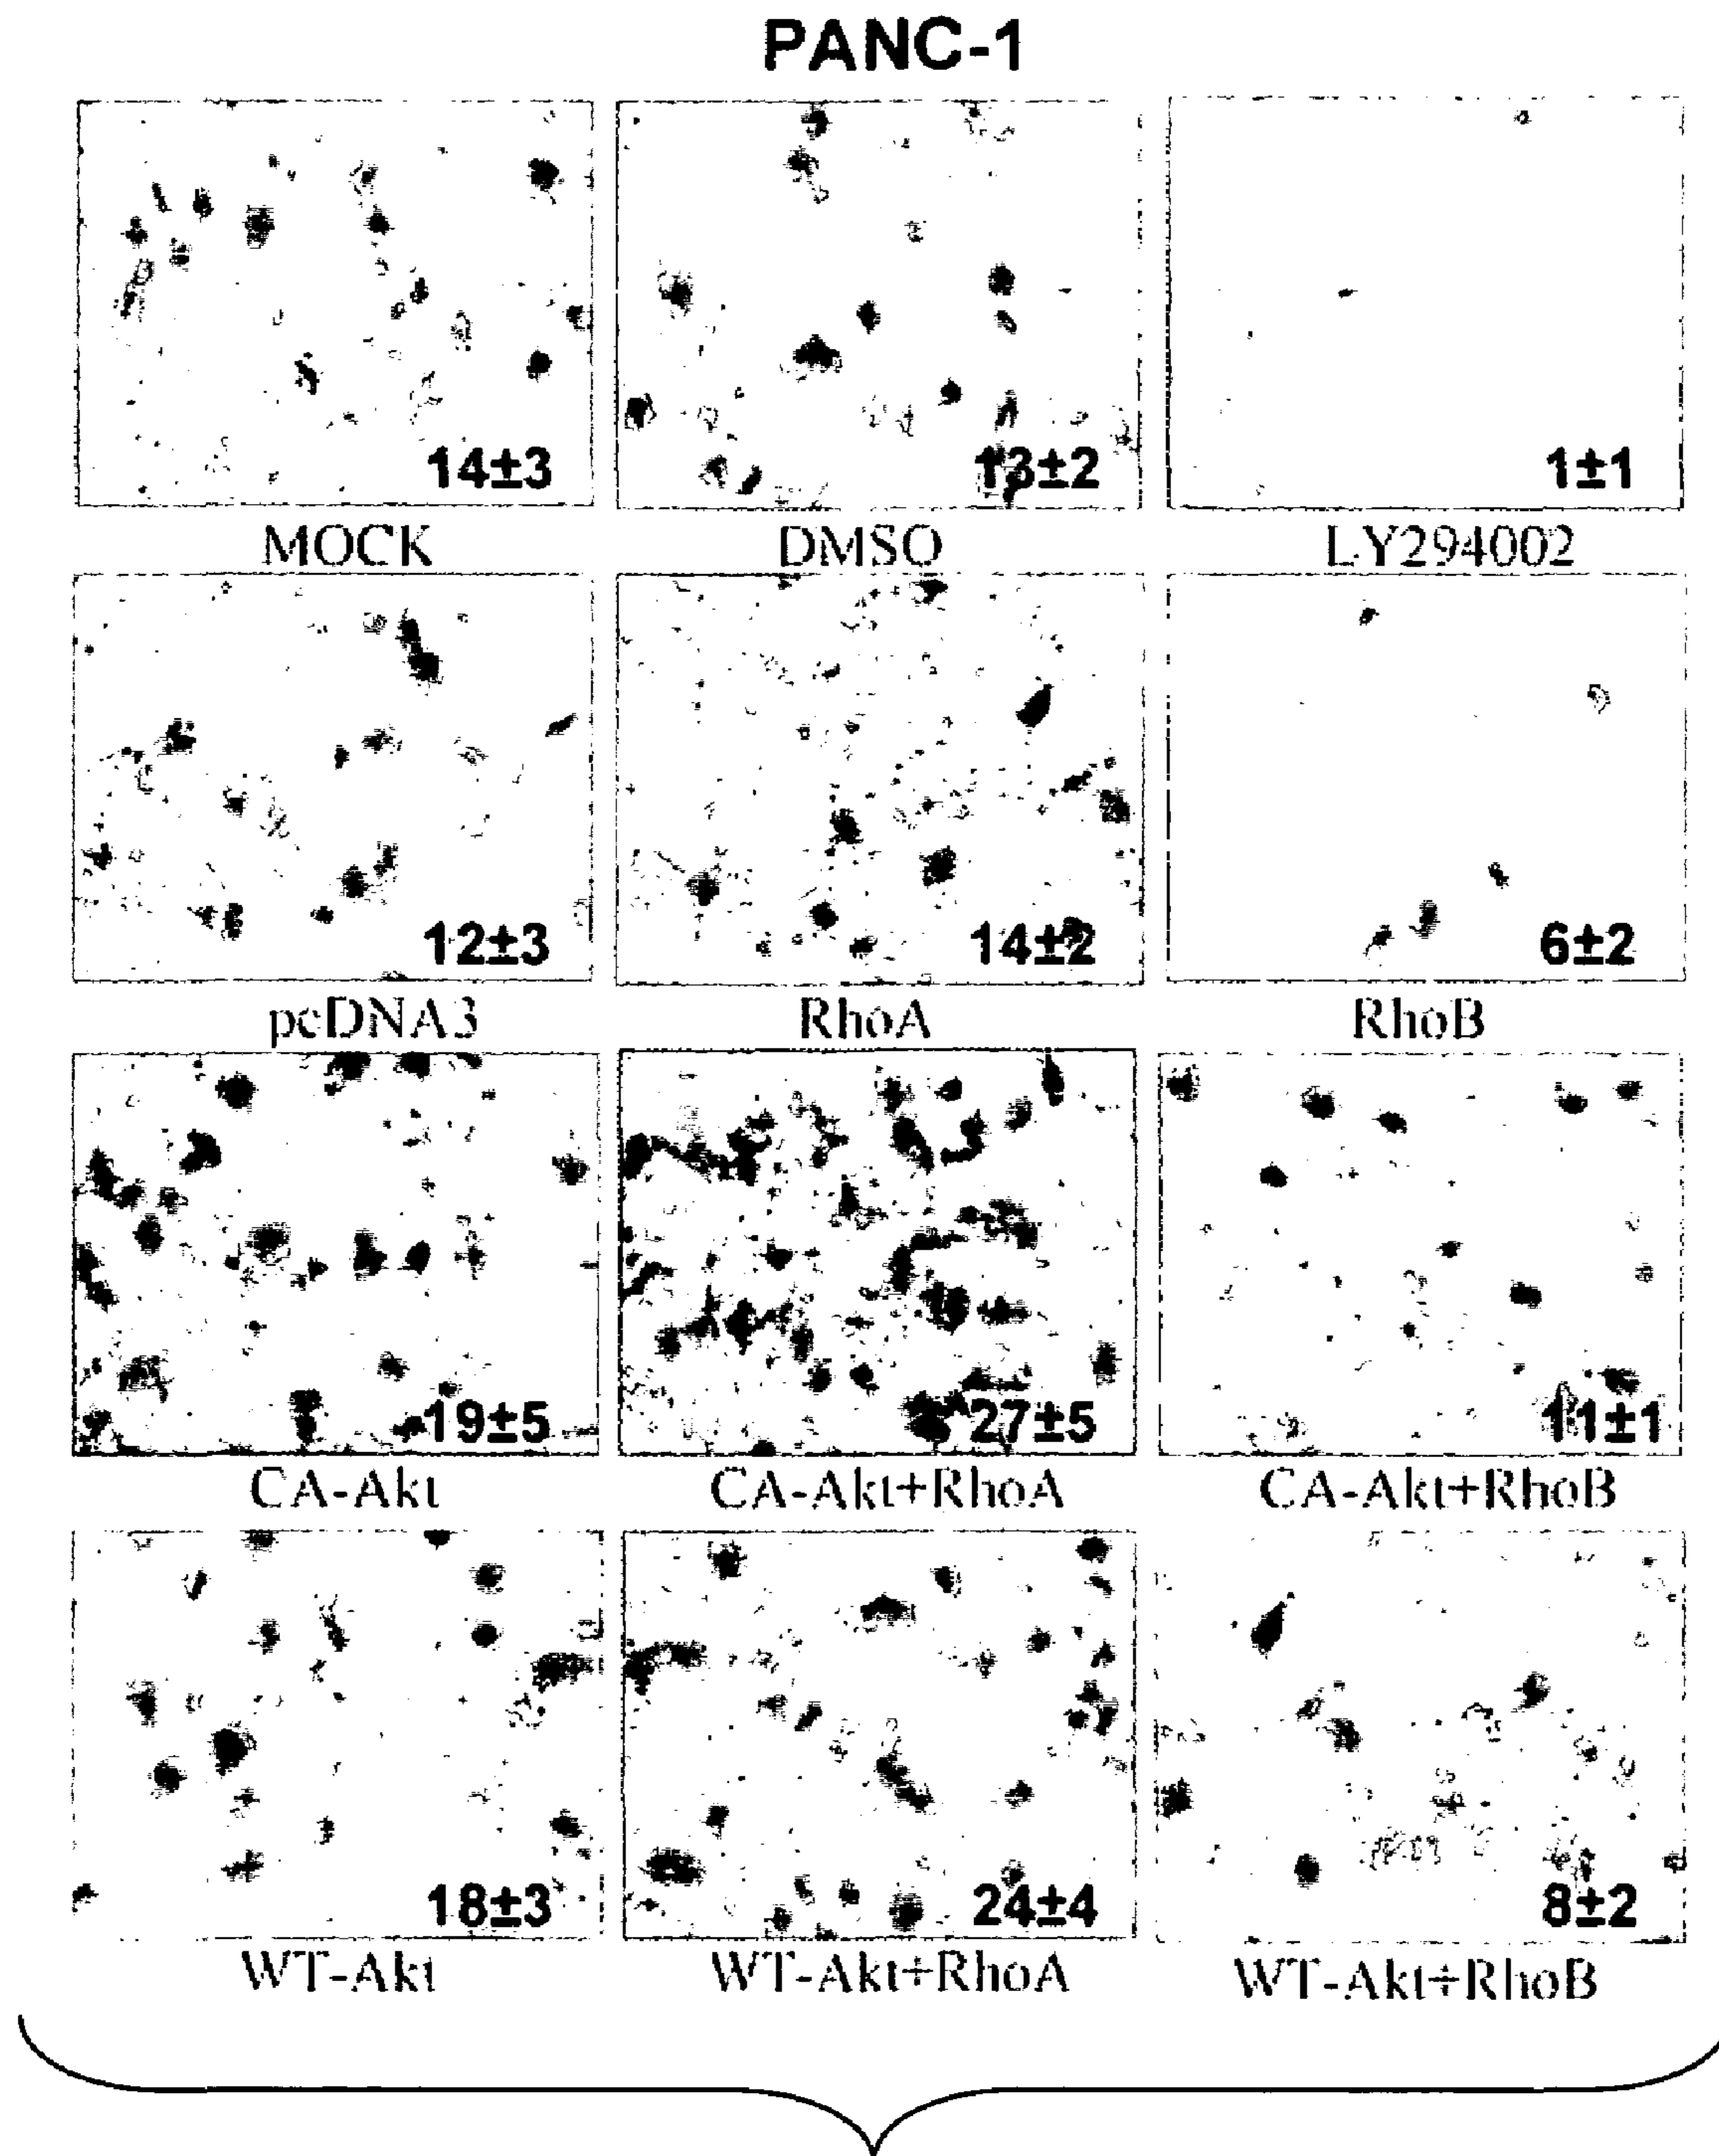 PANC-1
14±3 13±2 1±1
MOCK DMSO LY294002
12±3 14±2 6±2
pcDNA3 RhoA RhoB
19±5 27±5 11±1
CA-Akt CA-Akt+RhoA CA-Akt+RhoB
18±3 24±4 8±2
WT-Akt WT-Akt+RhoA WT-Akt+RhoB